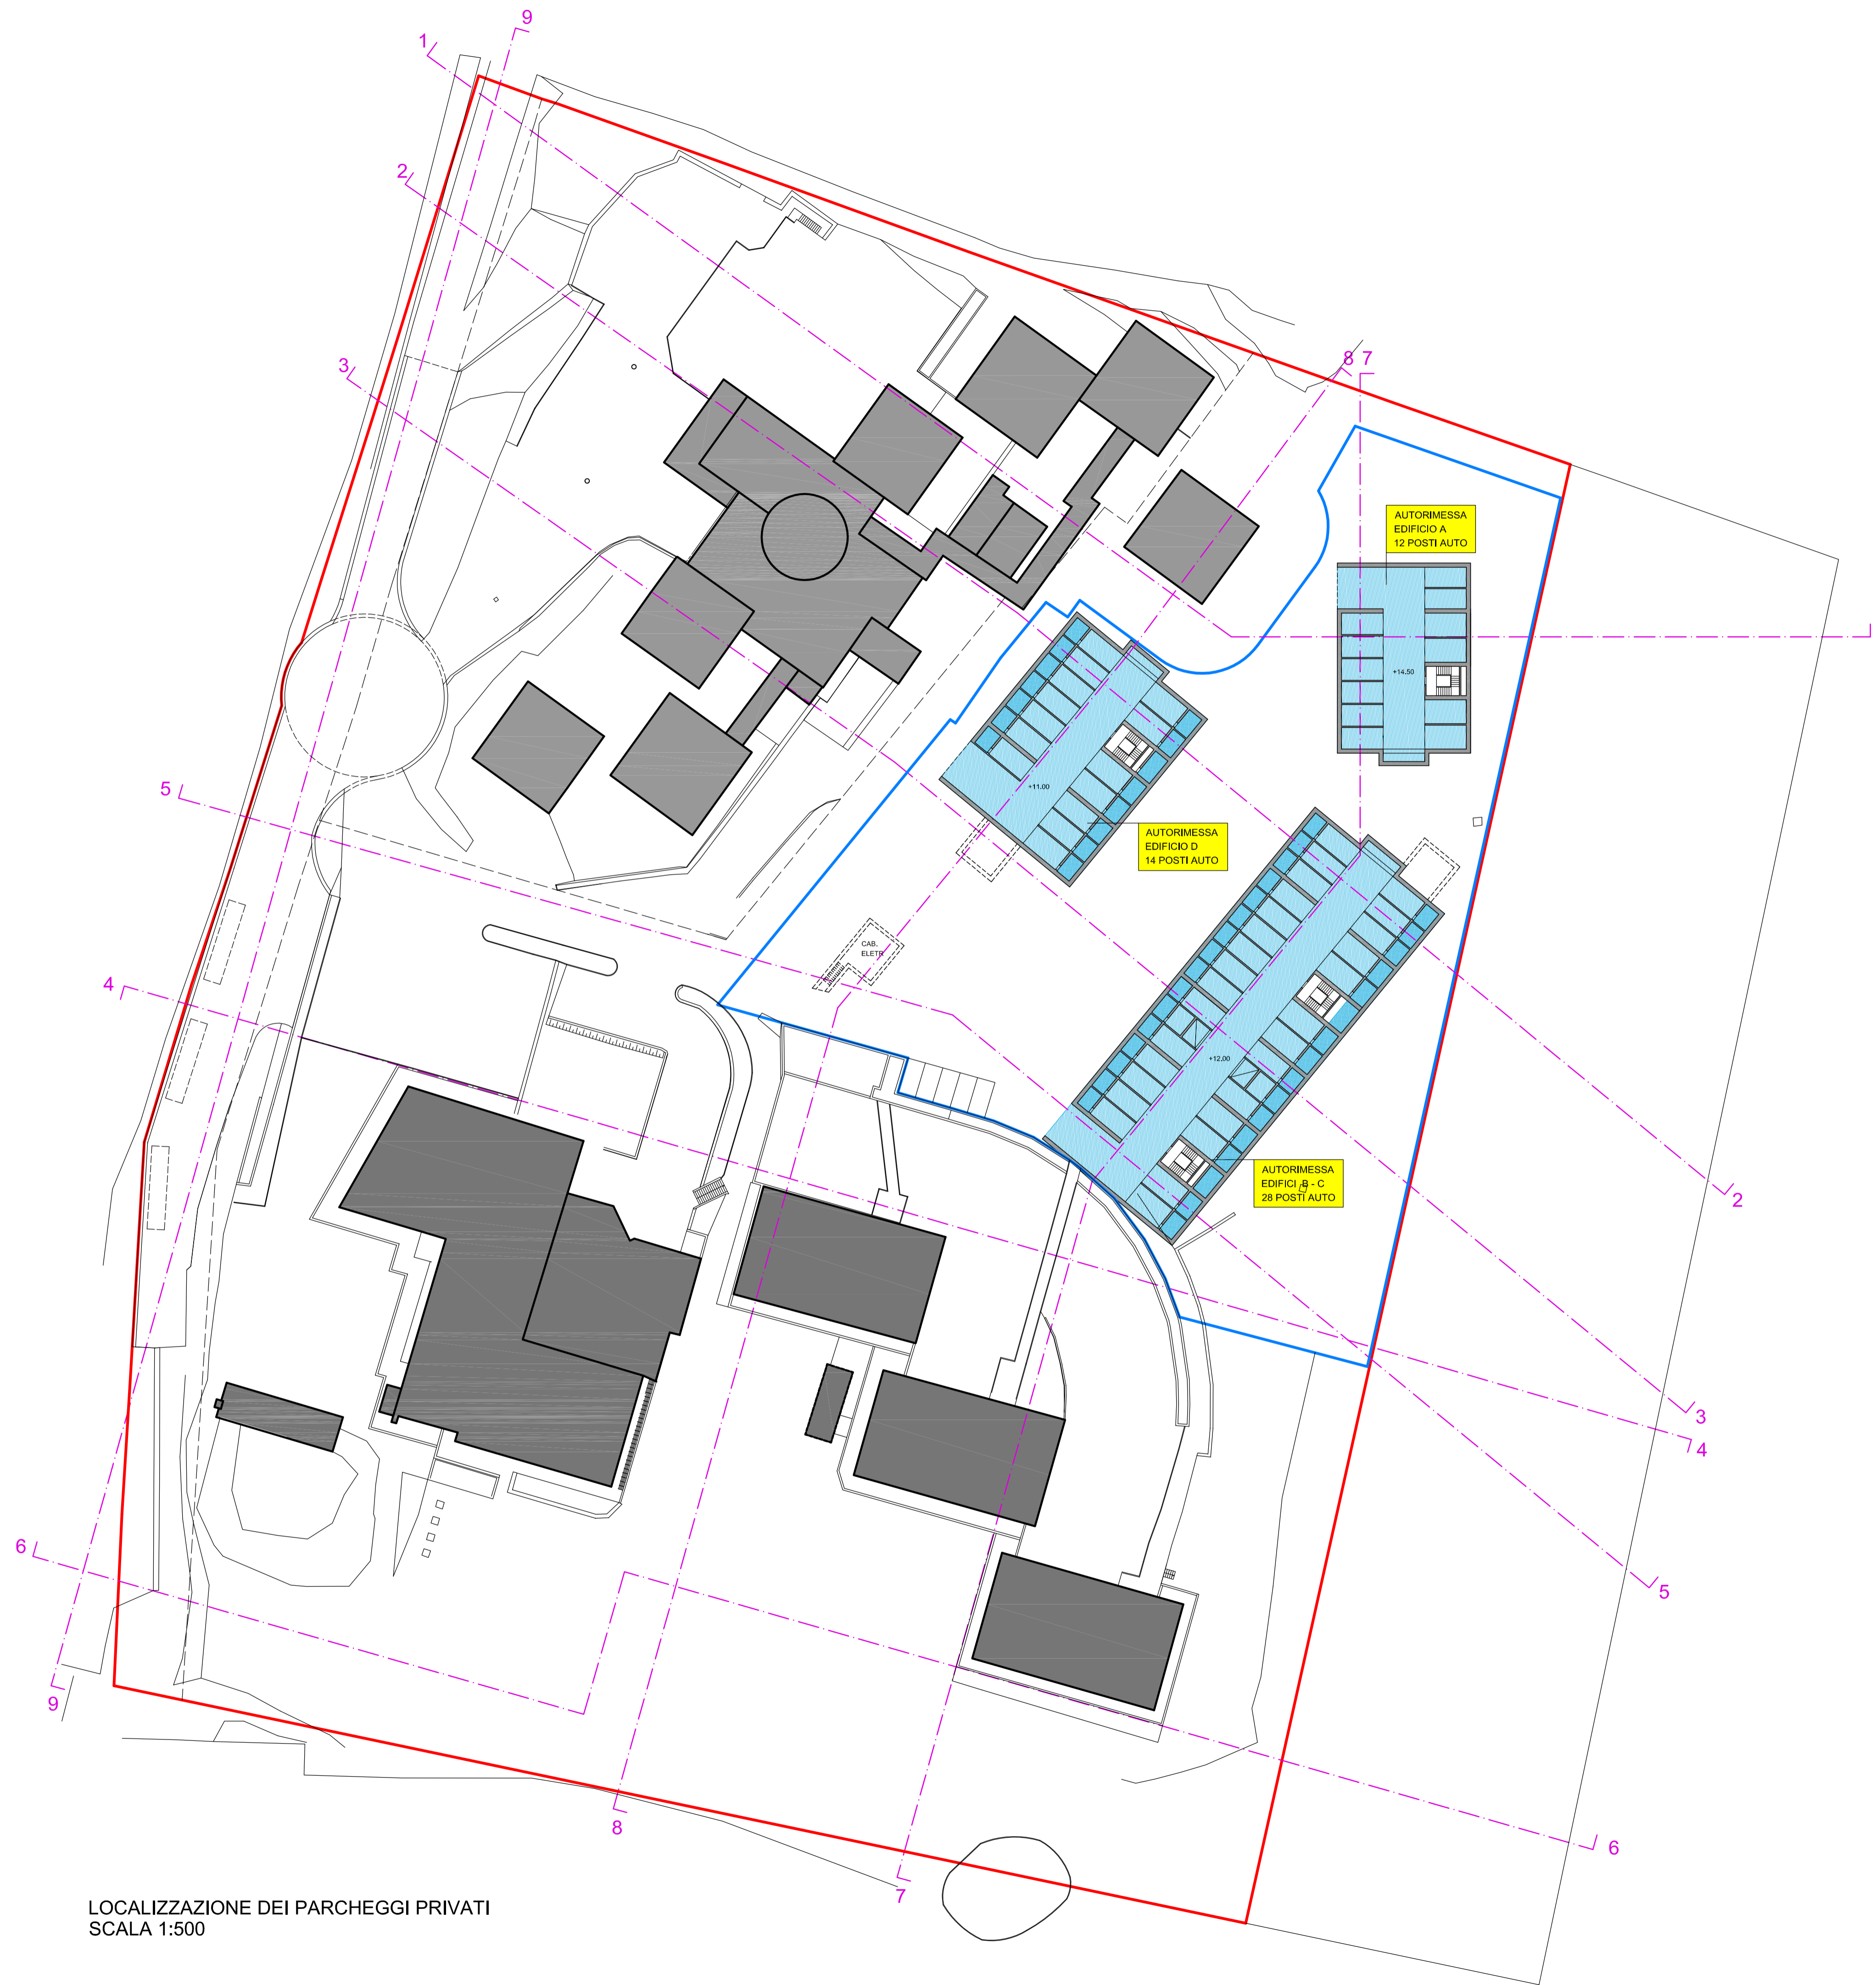 9
1
2
8 7
3
AUTORIMESSA
EDIFICIO A
12 POSTI AUTO
+14.50
5
+11.00
AUTORIMESSA
EDIFICIO D
14 POSTI AUTO
CAB.
ELETR.
4
+12.00
AUTORIMESSA
EDIFICI B - C
28 POSTI AUTO
2
3
4
6
5
9
8
6
7
LOCALIZZAZIONE DEI PARCHEGGI PRIVATI
SCALA 1:500